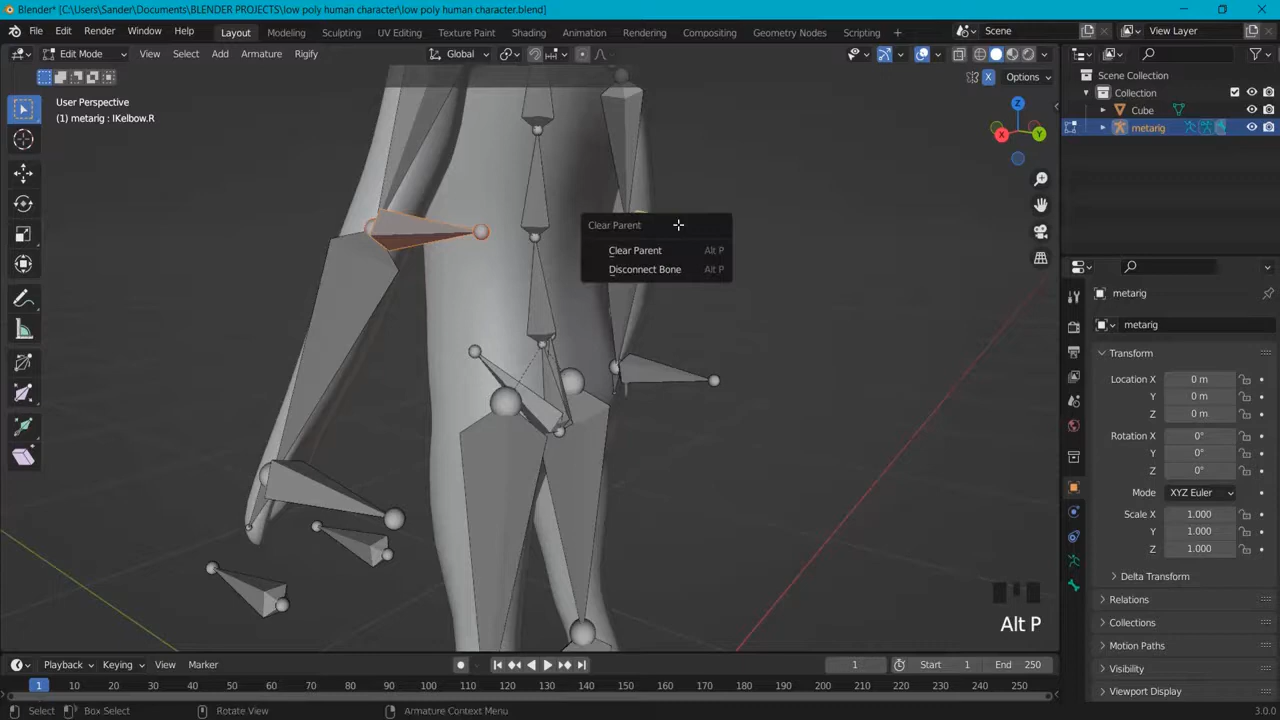 Blender* [C:\Users\Sander\Documents\BLENDER PROJECTS\low poly human character\low poly human character.blend]
File Edit Render Window Help Layout Modeling Sculpting UV Editing Texture Paint Shading Animation Rendering Compositing Geometry Nodes Scripting + Scene View Layer
Edit Mode View Select Add Armature Rigify Global
X Options
User Perspective
(1) metarig : IKelbow.R
Z
X Y
Clear Parent
Clear Parent Alt P
Disconnect Bone Alt P
Alt P
Scene Collection
Collection
Cube
metarig
metarig
metarig
Transform
Location X 0 m
Y 0 m
Z 0 m
Rotation X 0°
Y 0°
Z 0°
Mode XYZ Euler
Scale X 1.000
Y 1.000
Z 1.000
Delta Transform
Relations
Collections
Motion Paths
Visibility
Viewport Display
Playback Keying View Marker 1 Start 1 End 250
1 10 20 30 40 50 60 70 80 90 100 110 120 130 140 150 160 170 180 190 200 210 220 230 240 250
Select Box Select Rotate View Armature Context Menu 3.0.0